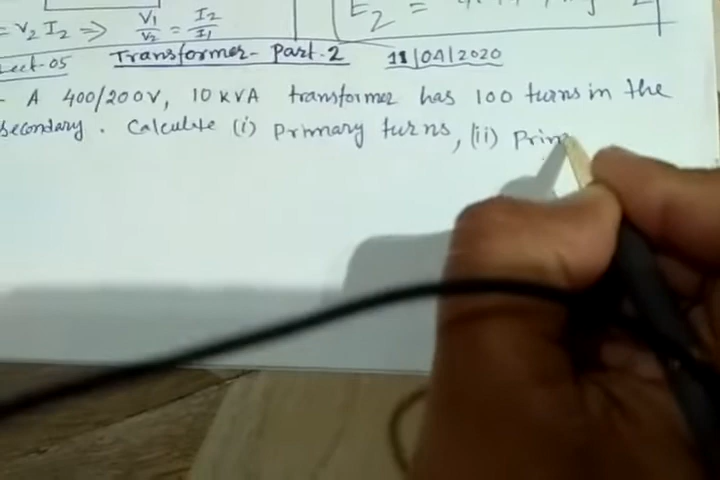 = V2 I2 => V1/V2 = I2/I1
E2 =
Lect-05 Transformer- Part-2 11/04/2020
- A 400/200V, 10 KVA transformer has 100 turns in the
secondary. Calculate (i) primary turns, (ii) Prim